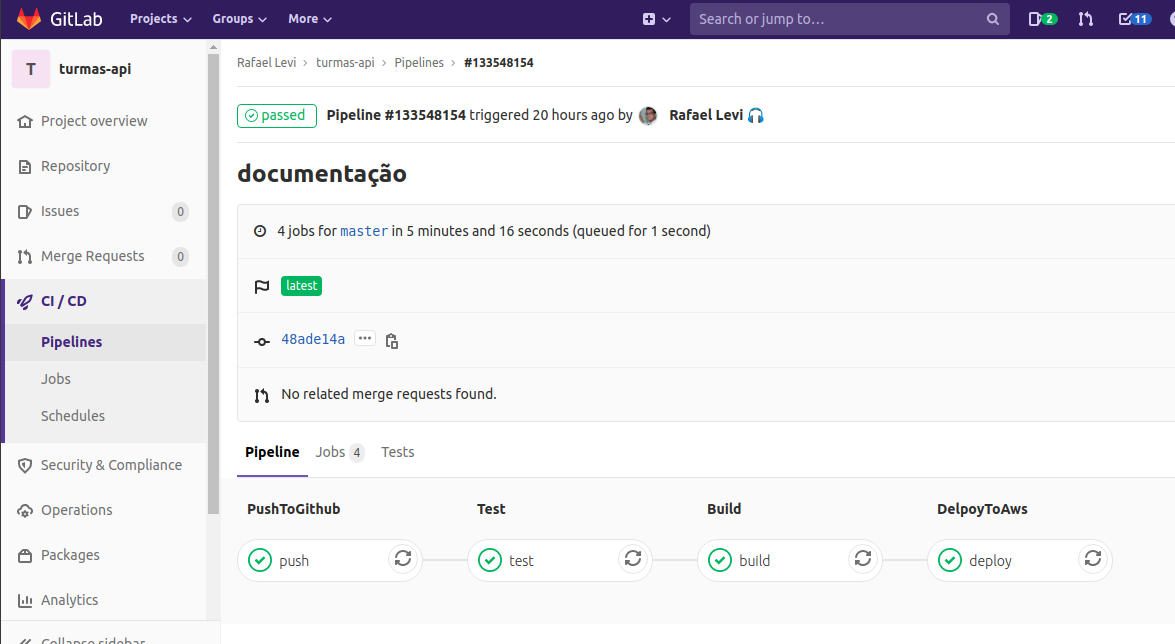 GitLab Projects Groups More Search or jump to... 2 11
T turmas-api
Project overview
Repository
Issues 0
Merge Requests 0
CI / CD
Pipelines
Jobs
Schedules
Security & Compliance
Operations
Packages
Analytics
Collapse sidebar
Rafael Levi › turmas-api › Pipelines › #133548154
passed Pipeline #133548154 triggered 20 hours ago by Rafael Levi
documentação
4 jobs for master in 5 minutes and 16 seconds (queued for 1 second)
latest
48ade14a ...
No related merge requests found.
Pipeline Jobs 4 Tests
PushToGithub Test Build DelpoyToAws
push test build deploy